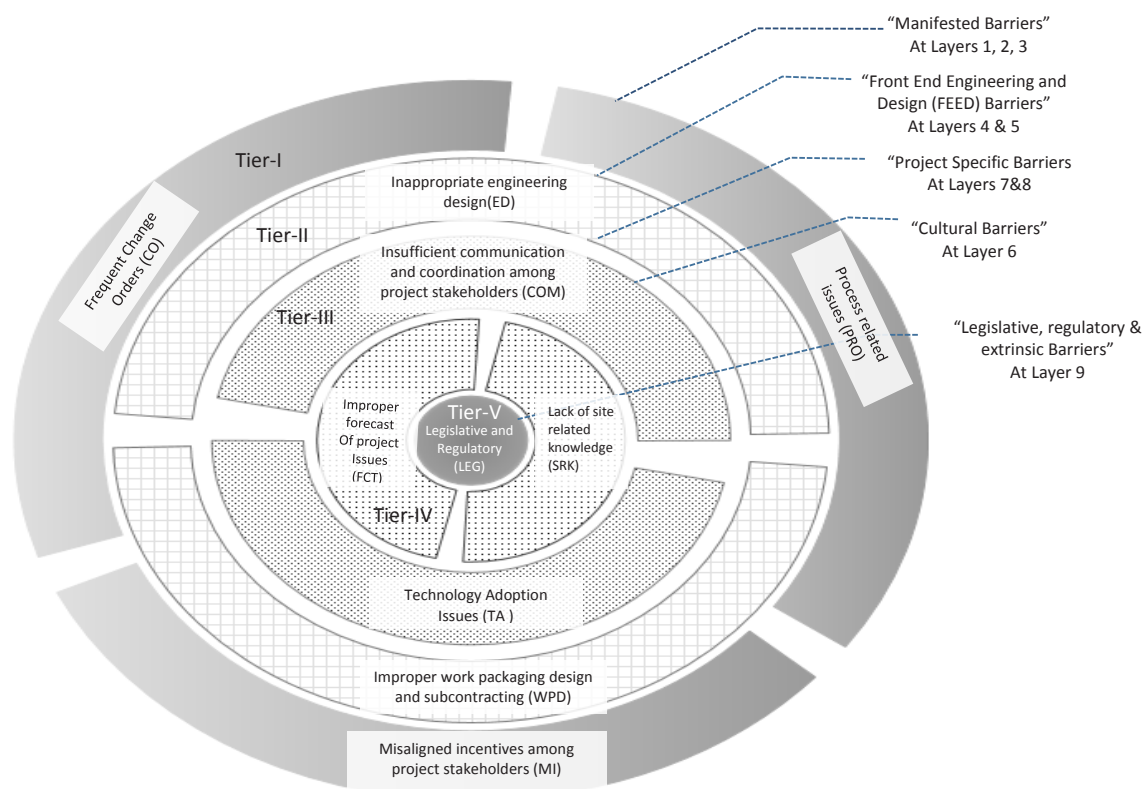 “Manifested Barriers”
At Layers 1, 2, 3
“Front End Engineering and
Design (FEED) Barriers”
At Layers 4 & 5
“Project Specific Barriers
At Layers 7&8
“Cultural Barriers”
At Layer 6
“Legislative, regulatory &
extrinsic Barriers”
At Layer 9
Tier-I
Frequent Change
Orders (CO)
Process related
issues (PRO)
Misaligned incentives among
project stakeholders (MI)
Tier-II
Inappropriate engineering
design(ED)
Improper work packaging design
and subcontracting (WPD)
Tier-III
Insufficient communication
and coordination among
project stakeholders (COM)
Technology Adoption
Issues (TA )
Tier-IV
Improper
forecast
Of project
Issues
(FCT)
Lack of site
related
knowledge
(SRK)
Tier-V
Legislative and
Regulatory
(LEG)